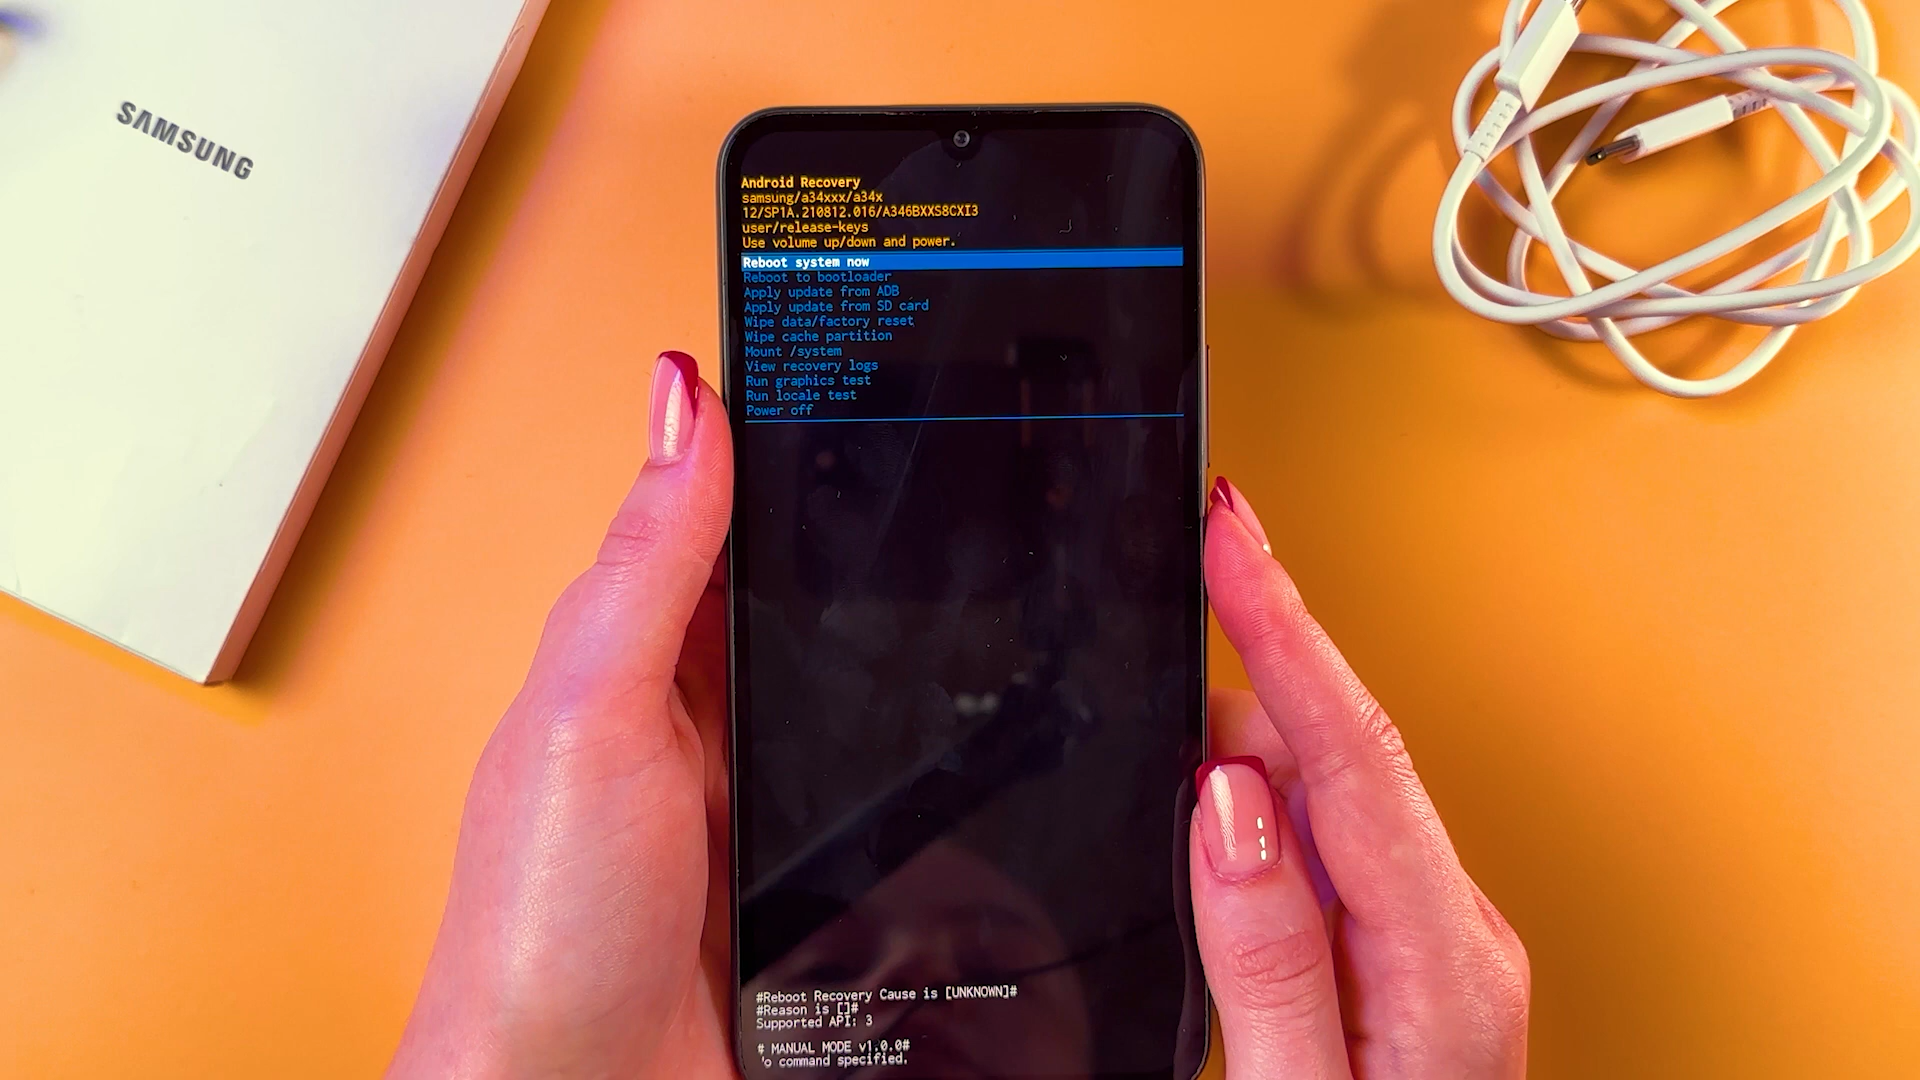 SAMSUNG
Android Recovery
samsung/a34xxx/a34x
12/SP1A.210812.016/A346BXXS8CXI3
user/release-keys
Use volume up/down and power.
Reboot system now
Reboot to bootloader
Apply update from ADB
Apply update from SD card
Wipe data/factory reset
Wipe cache partition
Mount /system
View recovery logs
Run graphics test
Run locale test
Power off
#Reboot Recovery Cause is [UNKNOWN]#
#Reason is []#
Supported API: 3
# MANUAL MODE v1.0.0#
o command specified.